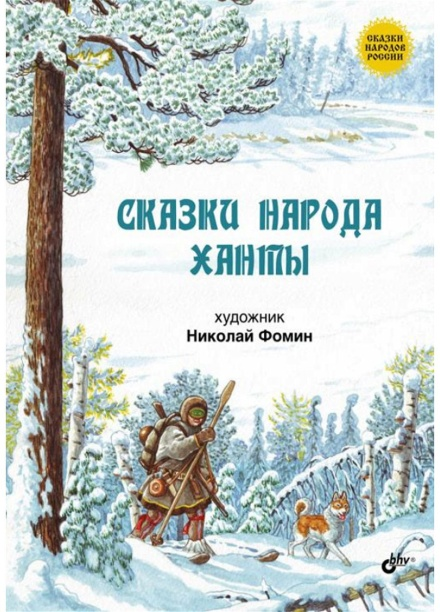 СКАЗКИ
НАРОДОВ
РОССИИ
СКАЗКИ НАРОДА
ХАНТЫ
художник
Николай Фомин
bhv